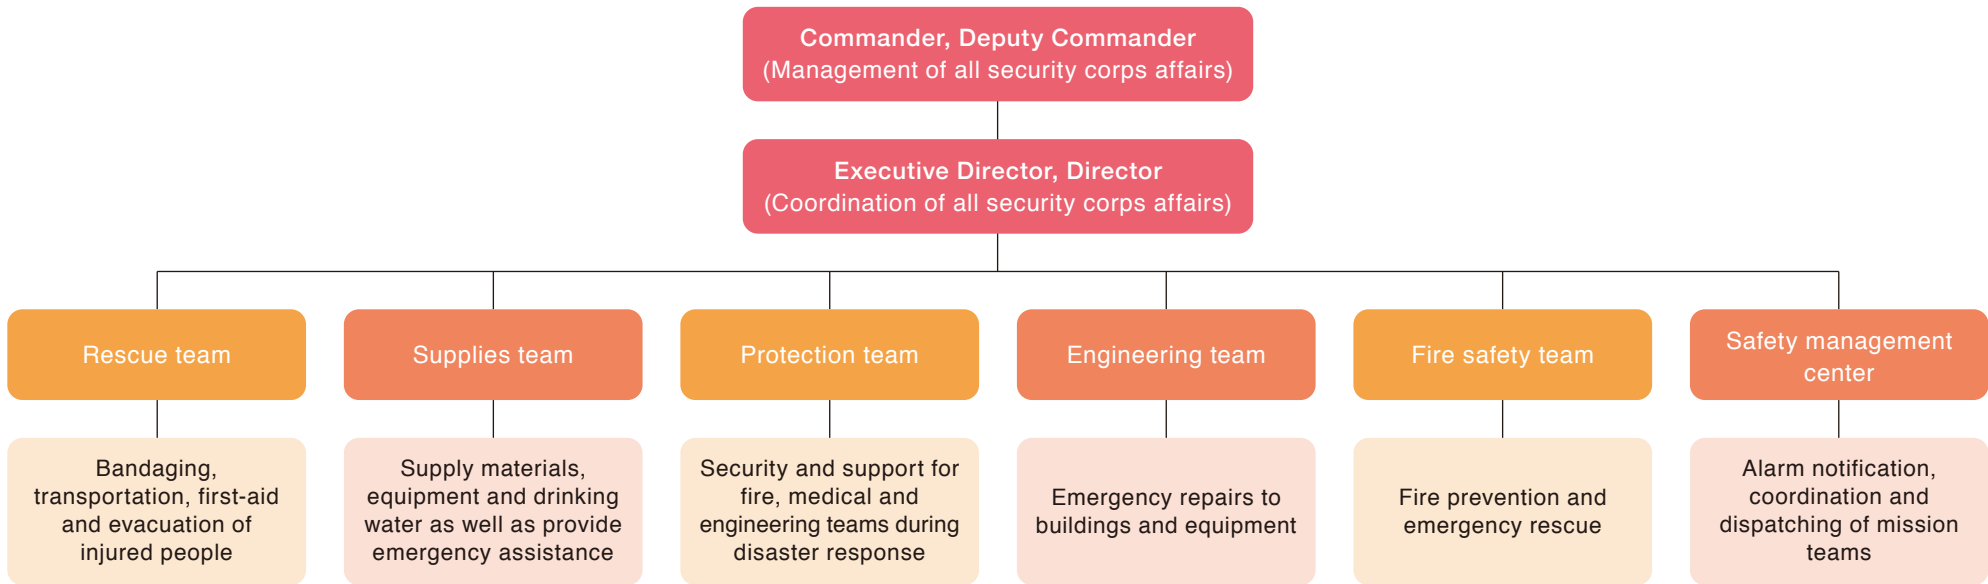 Commander, Deputy Commander
(Management of all security corps affairs)
Executive Director, Director
(Coordination of all security corps affairs)
Rescue team
Supplies team
Protection team
Engineering team
Fire safety team
Safety management
center
Bandaging,
transportation, first-aid
and evacuation of
injured people
Supply materials,
equipment and drinking
water as well as provide
emergency assistance
Security and support for
fire, medical and
engineering teams during
disaster response
Emergency repairs to
buildings and equipment
Fire prevention and
emergency rescue
Alarm notification,
coordination and
dispatching of mission
teams